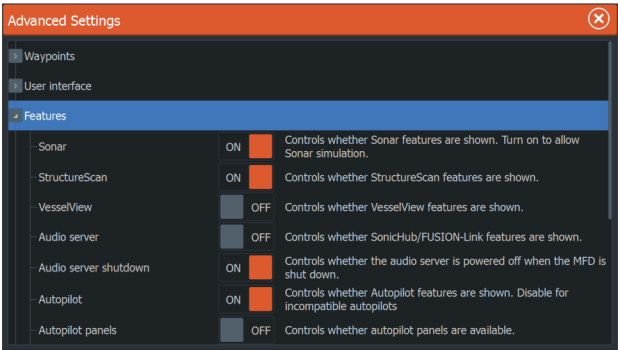 Advanced Settings
Waypoints
User interface
Features
Sonar ON Controls whether Sonar features are shown. Turn on to allow
Sonar simulation.
StructureScan ON Controls whether StructureScan features are shown.
VesselView OFF Controls whether VesselView features are shown.
Audio server OFF Controls whether SonicHub/FUSION-Link features are shown.
Audio server shutdown ON Controls whether the audio server is powered off when the MFD is
shut down.
Autopilot ON Controls whether Autopilot features are shown. Disable for
incompatible autopilots
Autopilot panels OFF Controls whether autopilot panels are available.